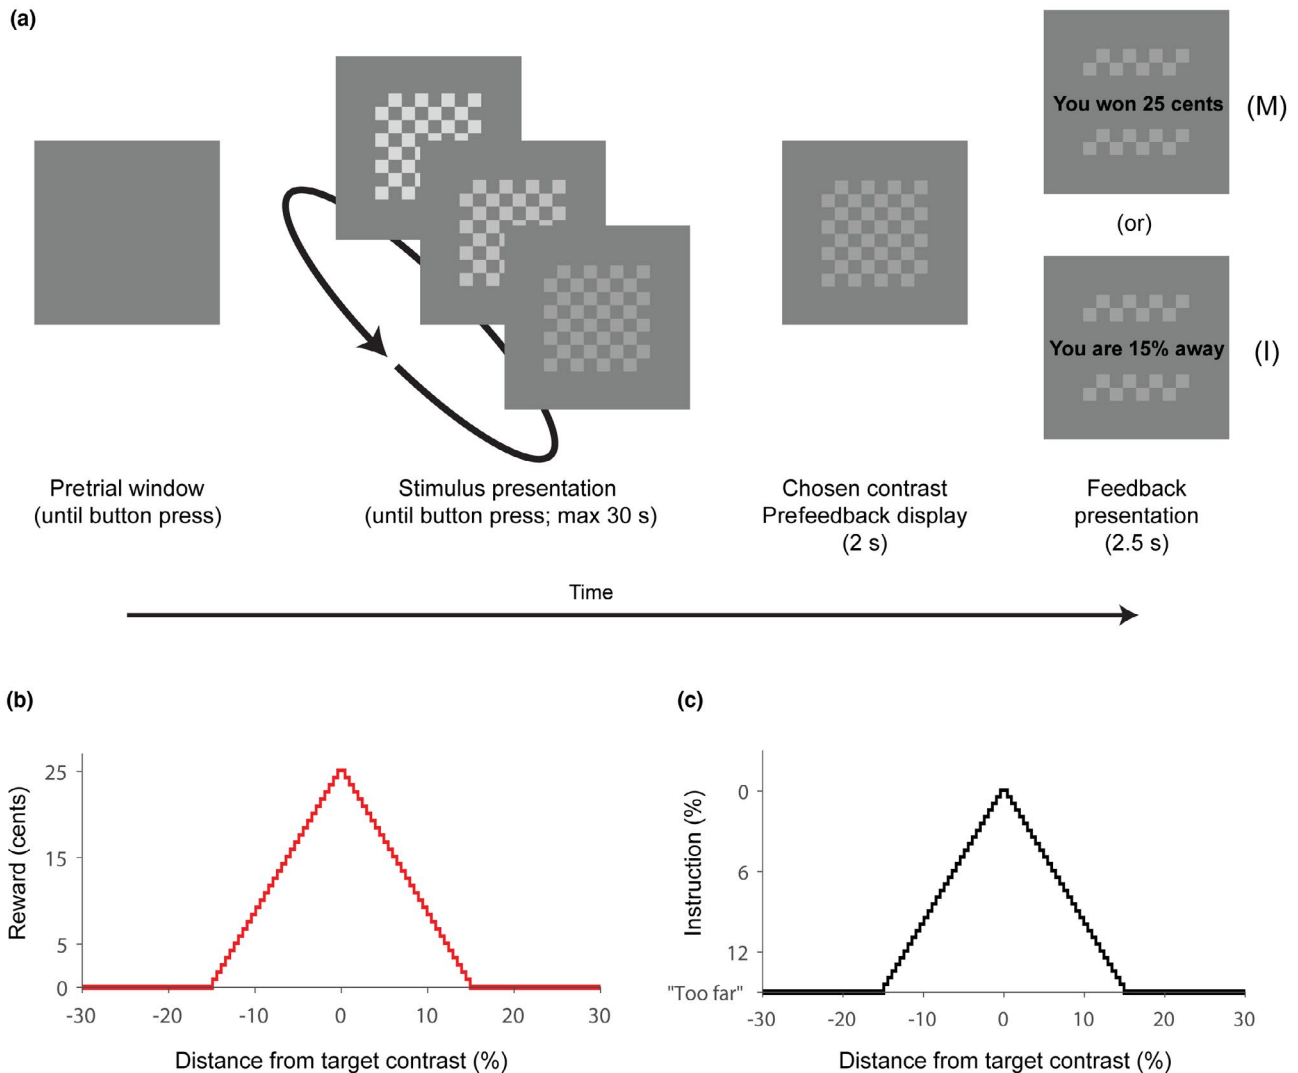 (a)
You won 25 cents
(M)
(or)
You are 15% away
(I)
Pretrial window
(until button press)
Stimulus presentation
(until button press; max 30 s)
Chosen contrast
Prefeedback display
(2 s)
Feedback
presentation
(2.5 s)
Time
(b)
Reward (cents)
25
15
5
0
-30
-20
-10
0
10
20
30
Distance from target contrast (%)
(c)
Instruction (%)
0
6
12
"Too far"
-30
-20
-10
0
10
20
30
Distance from target contrast (%)